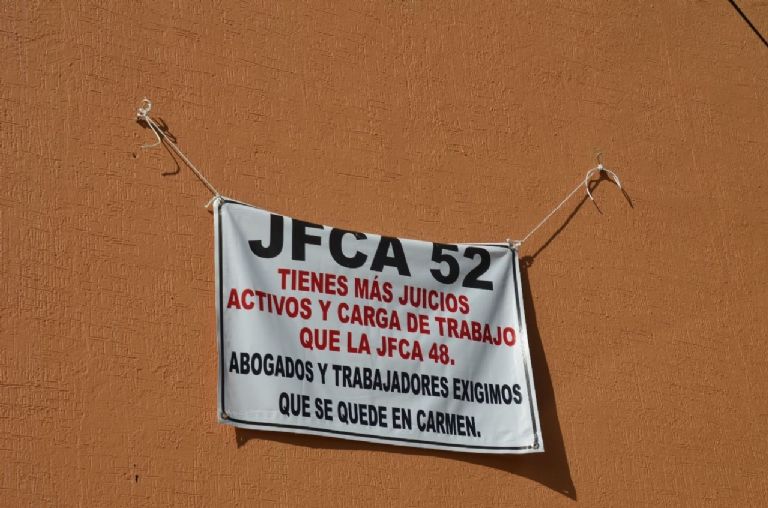 JFCA 52
TIENES MÁS JUICIOS
ACTIVOS Y CARGA DE TRABAJO
QUE LA JFCA 48.
ABOGADOS Y TRABAJADORES EXIGIMOS
QUE SE QUEDE EN CARMEN.